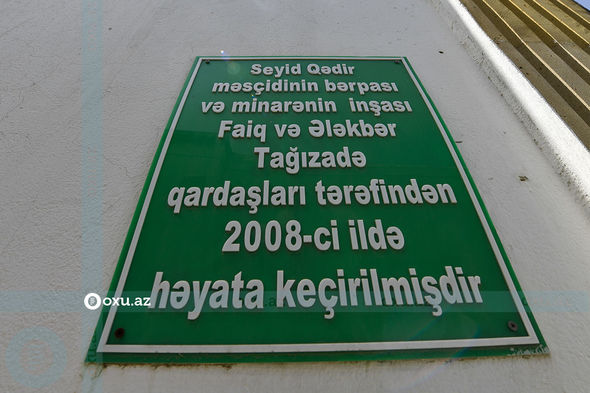 Seyid Qədir
məsçidinin bərpası
və minarənin inşası
Faiq və Ələkbər
Tağızadə
qardaşları tərəfindən
2008-ci ildə
həyata keçirilmişdir
oxu.az